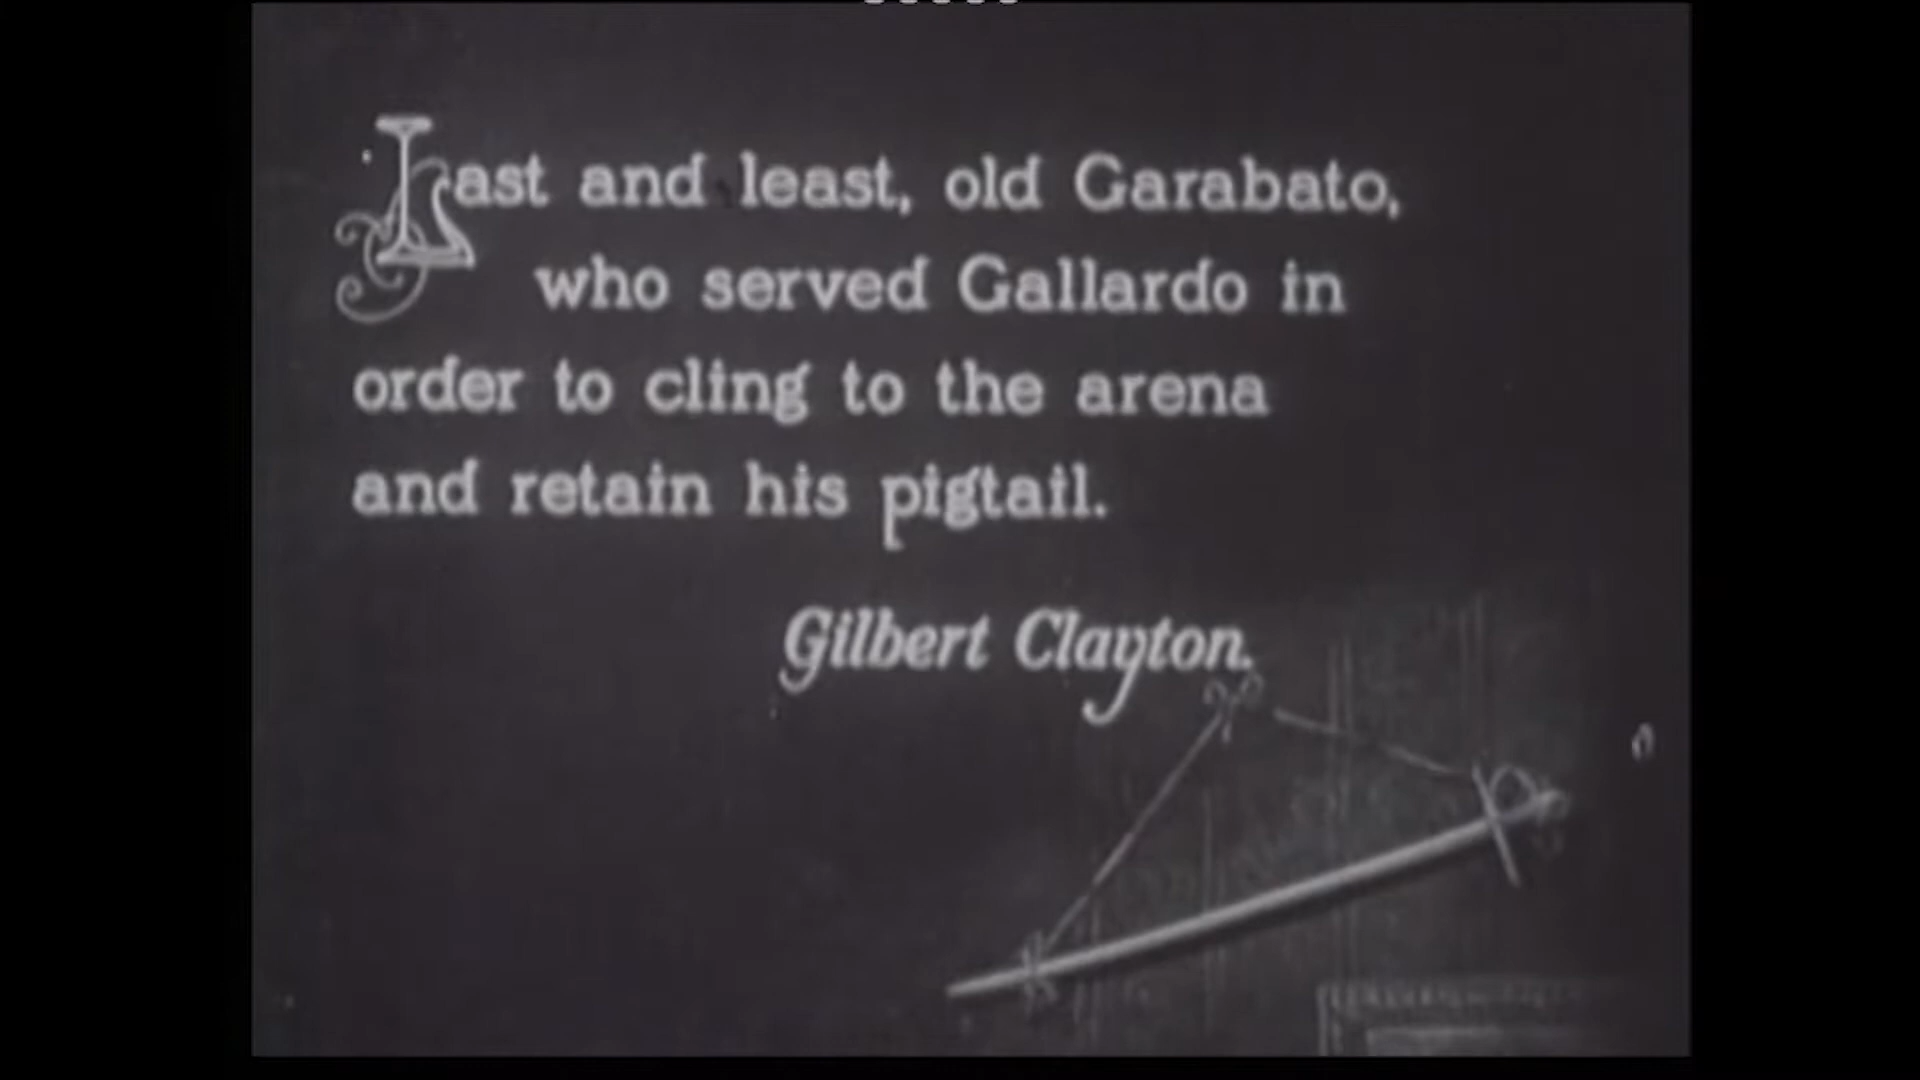 Last and least, old Garabato,
who served Gallardo in
order to cling to the arena
and retain his pigtail.
Gilbert Clayton.